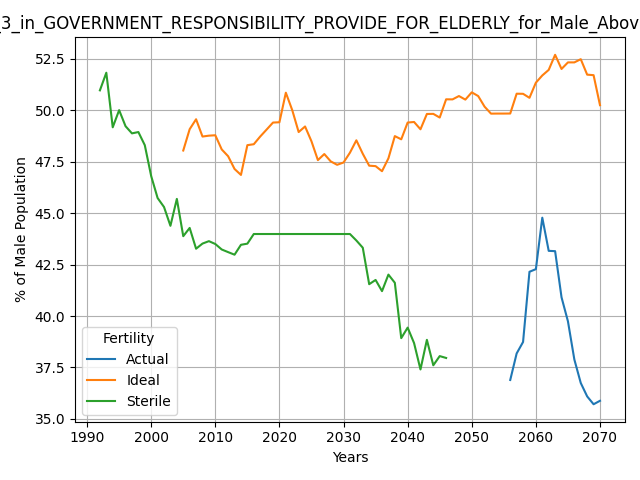 _3_in_GOVERNMENT_RESPONSIBILITY_PROVIDE_FOR_ELDERLY_for_Male_Abov
52.5
50.0
47.5
45.0
42.5
40.0
37.5
35.0
% of Male Population
Fertility
Actual
Ideal
Sterile
1990 2000 2010 2020 2030 2040 2050 2060 2070
Years